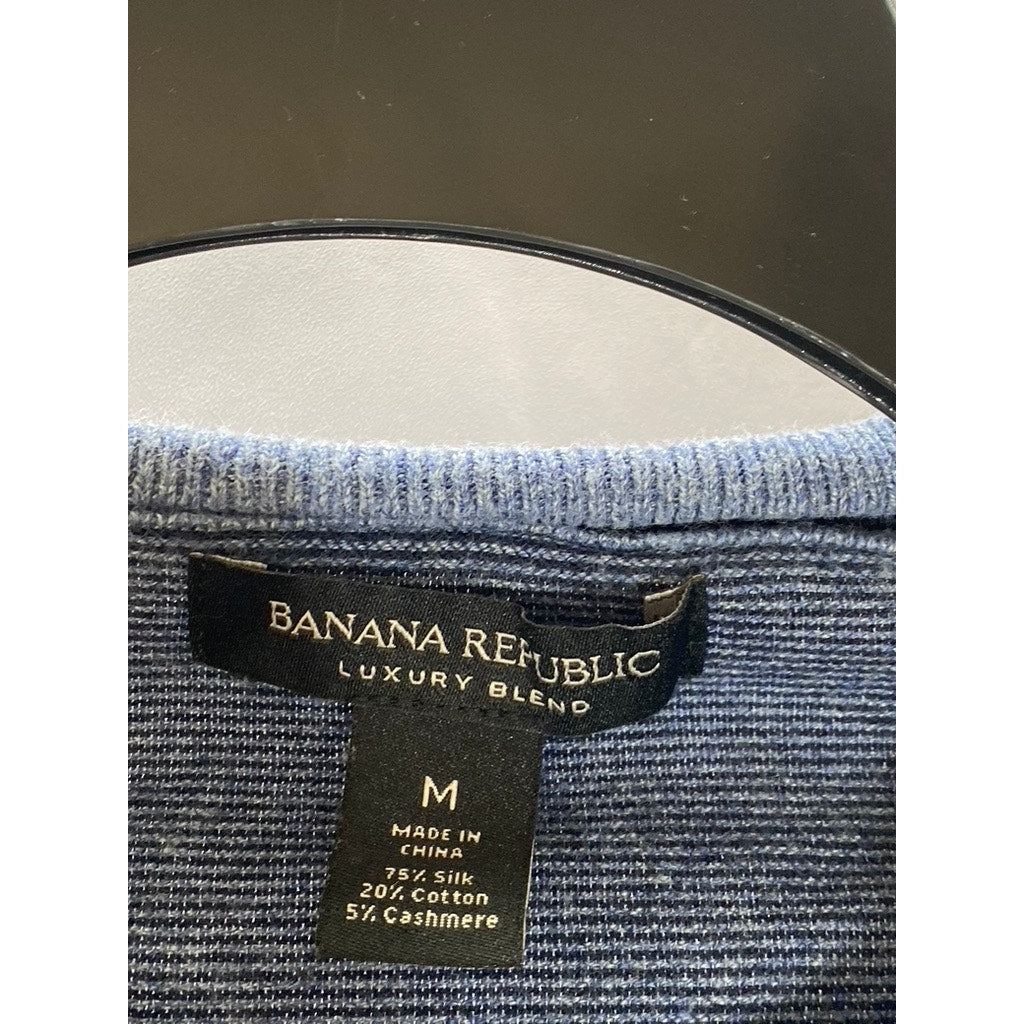 BANANA REPUBLIC
LUXURY BLEND
M
MADE IN
CHINA
75% Silk
20% Cotton
5% Cashmere